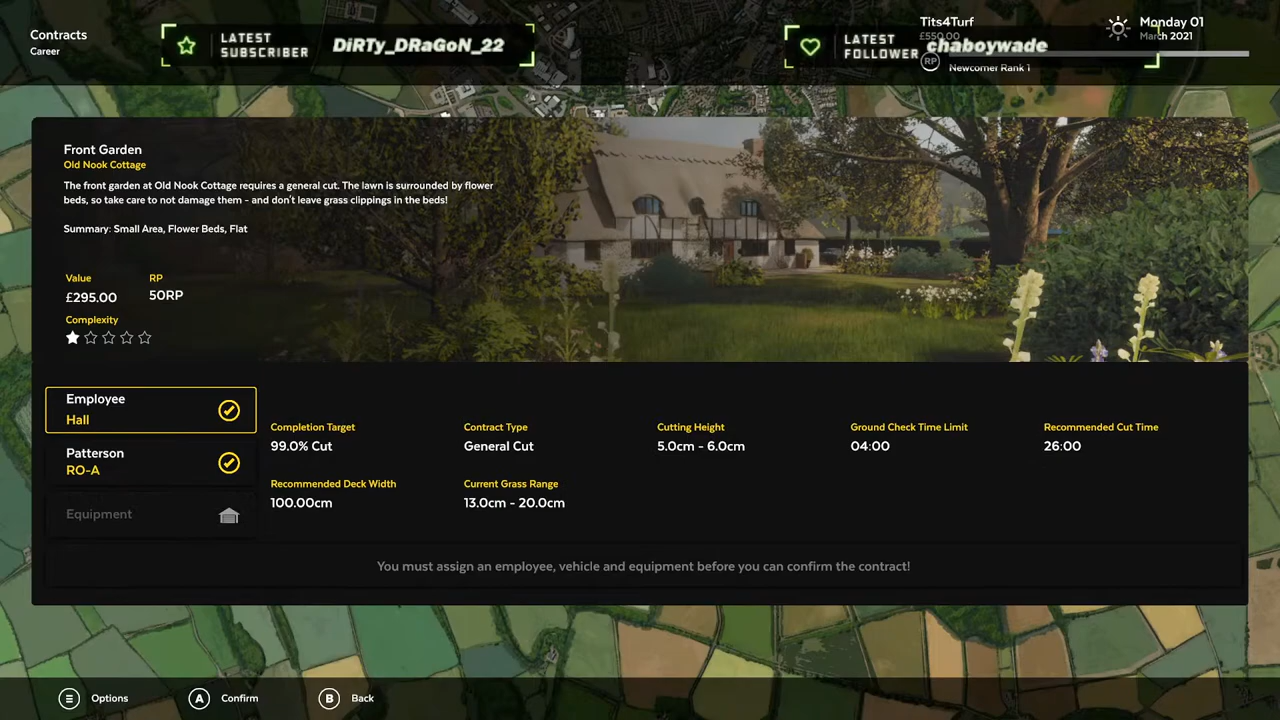 Contracts
Career
LATEST
SUBSCRIBER
DiRTy_DRaGoN_22
LATEST
FOLLOWER
chaboywade
Tits4Turf
£550.00
RP
Newcomer Rank 1
Monday 01
March 2021
Front Garden
Old Nook Cottage
The front garden at Old Nook Cottage requires a general cut. The lawn is surrounded by flower
beds, so take care to not damage them - and don't leave grass clippings in the beds!
Summary: Small Area, Flower Beds, Flat
Value
£295.00
RP
50RP
Complexity
Employee
Hall
Patterson
RO-A
Equipment
Completion Target
99.0% Cut
Contract Type
General Cut
Cutting Height
5.0cm - 6.0cm
Ground Check Time Limit
04:00
Recommended Cut Time
26:00
Recommended Deck Width
100.00cm
Current Grass Range
13.0cm - 20.0cm
You must assign an employee, vehicle and equipment before you can confirm the contract!
Options
A
Confirm
B
Back